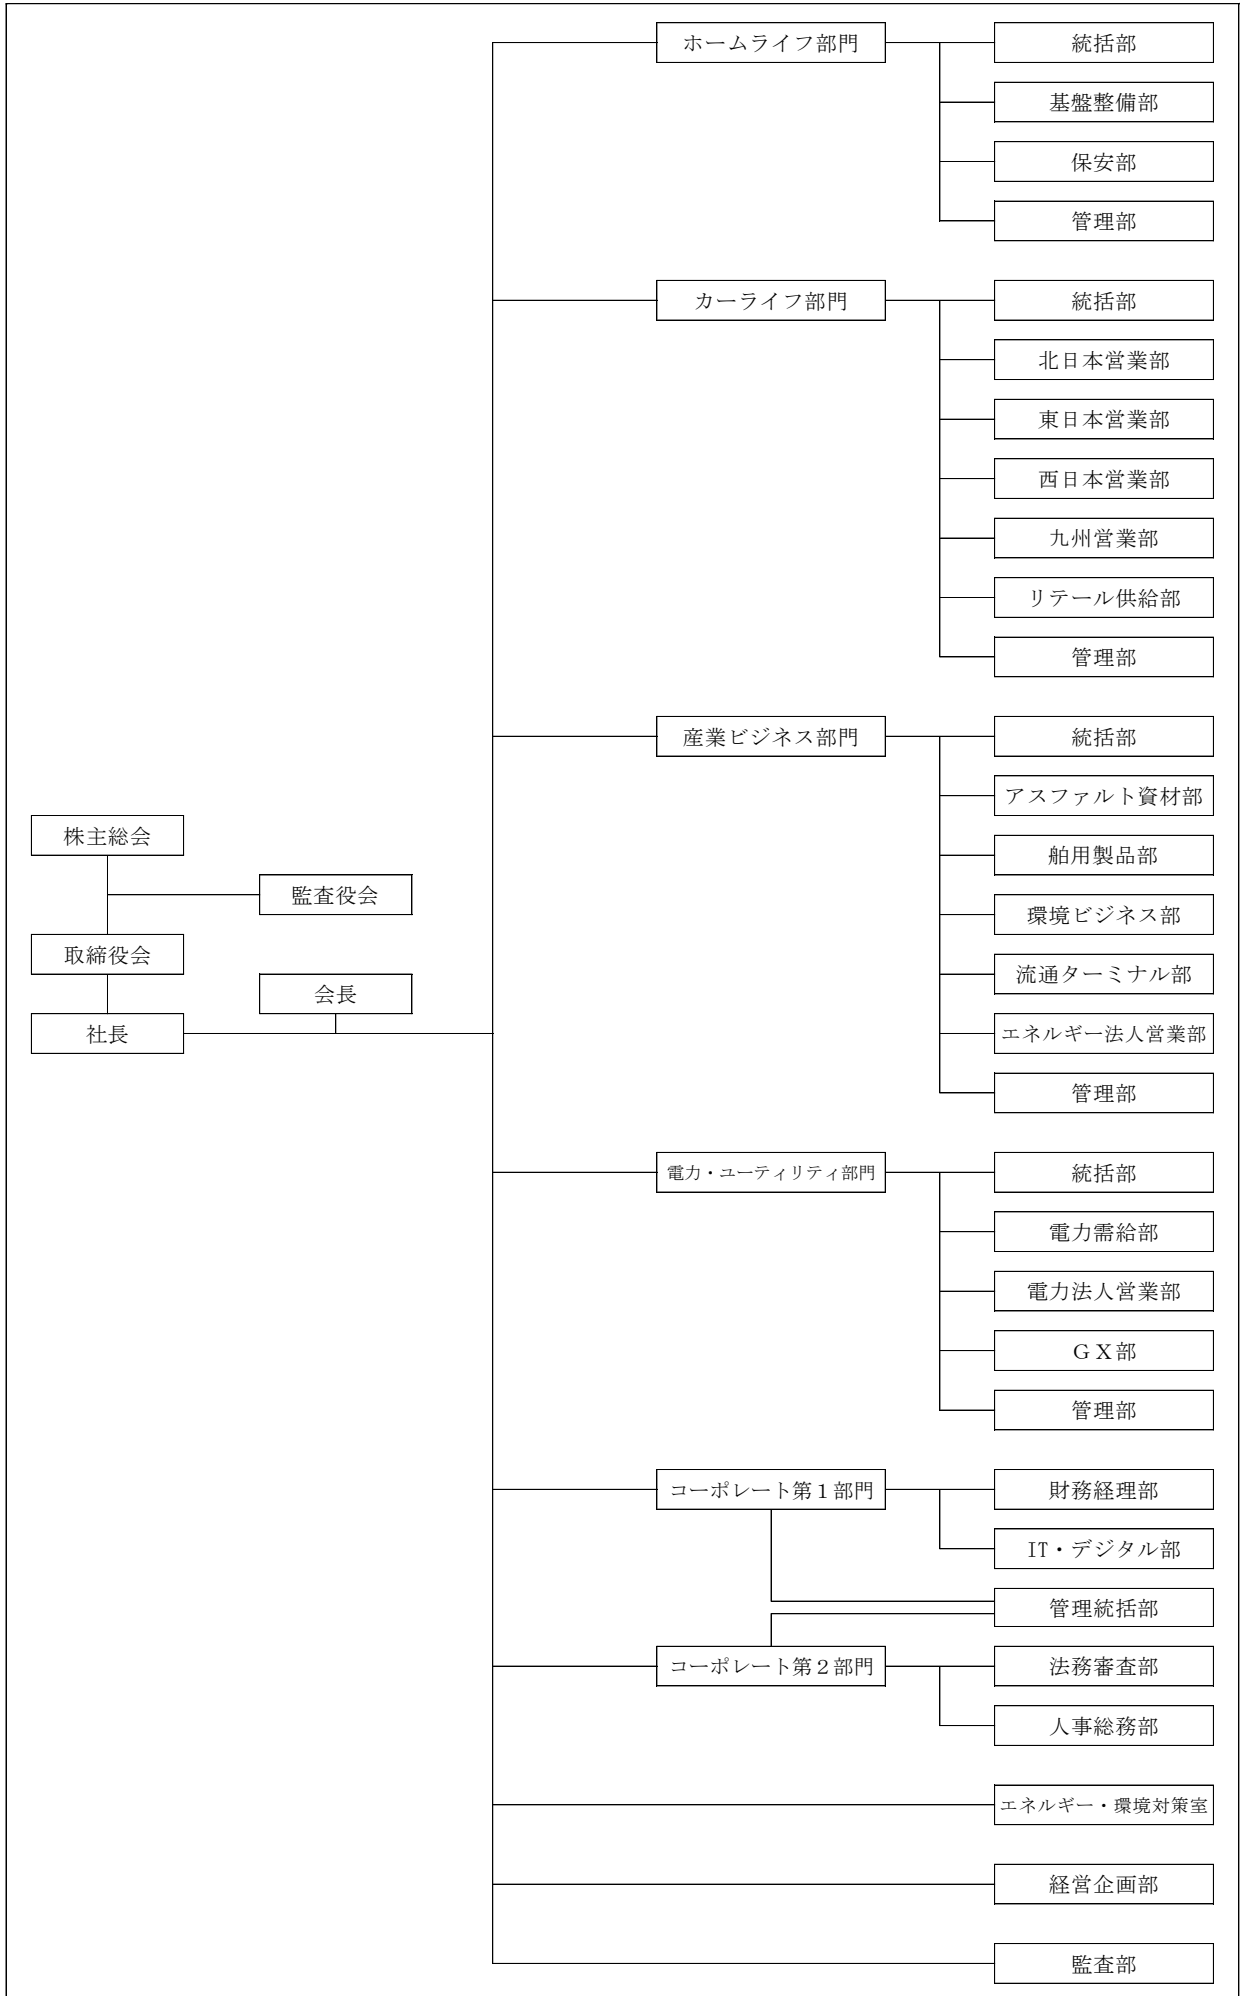 株主総会
監査役会
取締役会
会長
社長
ホームライフ部門
統括部
基盤整備部
保安部
管理部
カーライフ部門
統括部
北日本営業部
東日本営業部
西日本営業部
九州営業部
リテール供給部
管理部
産業ビジネス部門
統括部
アスファルト資材部
舶用製品部
環境ビジネス部
流通ターミナル部
エネルギー法人営業部
管理部
電力・ユーティリティ部門
統括部
電力需給部
電力法人営業部
ＧＸ部
管理部
コーポレート第１部門
財務経理部
IT・デジタル部
管理統括部
コーポレート第２部門
法務審査部
人事総務部
エネルギー・環境対策室
経営企画部
監査部